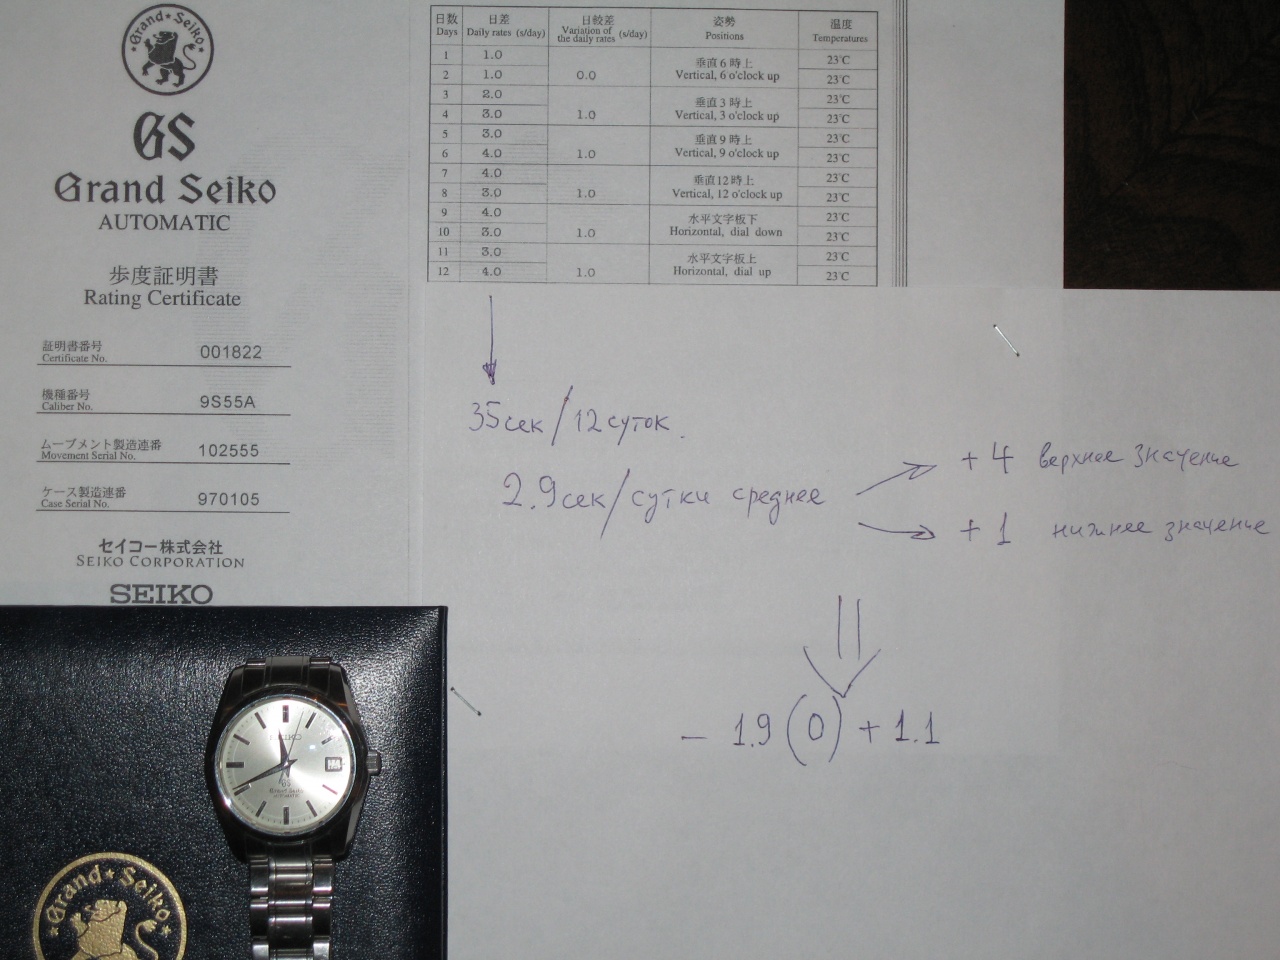 Grand Seiko
GS
Grand Seiko
AUTOMATIC
歩度証明書
Rating Certificate
証明書番号
Certificate No. 001822
機種番号
Caliber No. 9S55A
ムーブメント製造連番
Movement Serial No. 102555
ケース製造連番
Case Serial No. 970105
セイコー株式会社
SEIKO CORPORATION
SEIKO
日数 日差 日較差 姿勢 温度
Days Daily rates (s/day) Variation of the daily rates (s/day) Positions Temperatures
1 1.0 垂直6時上 23℃
2 1.0 0.0 Vertical, 6 o'clock up 23℃
3 2.0 垂直3時上 23℃
4 3.0 1.0 Vertical, 3 o'clock up 23℃
5 3.0 垂直9時上 23℃
6 4.0 1.0 Vertical, 9 o'clock up 23℃
7 4.0 垂直12時上 23℃
8 3.0 1.0 Vertical, 12 o'clock up 23℃
9 4.0 水平文字板下 23℃
10 3.0 1.0 Horizontal, dial down 23℃
11 3.0 水平文字板上 23℃
12 4.0 1.0 Horizontal, dial up 23℃
35сек/12суток.
2.9сек/сутки среднее
+4 верхнее значение
+1 нижнее значение
- 1.9 (0) + 1.1
SEIKO
GS
Grand Seiko
AUTOMATIC
Grand Seiko